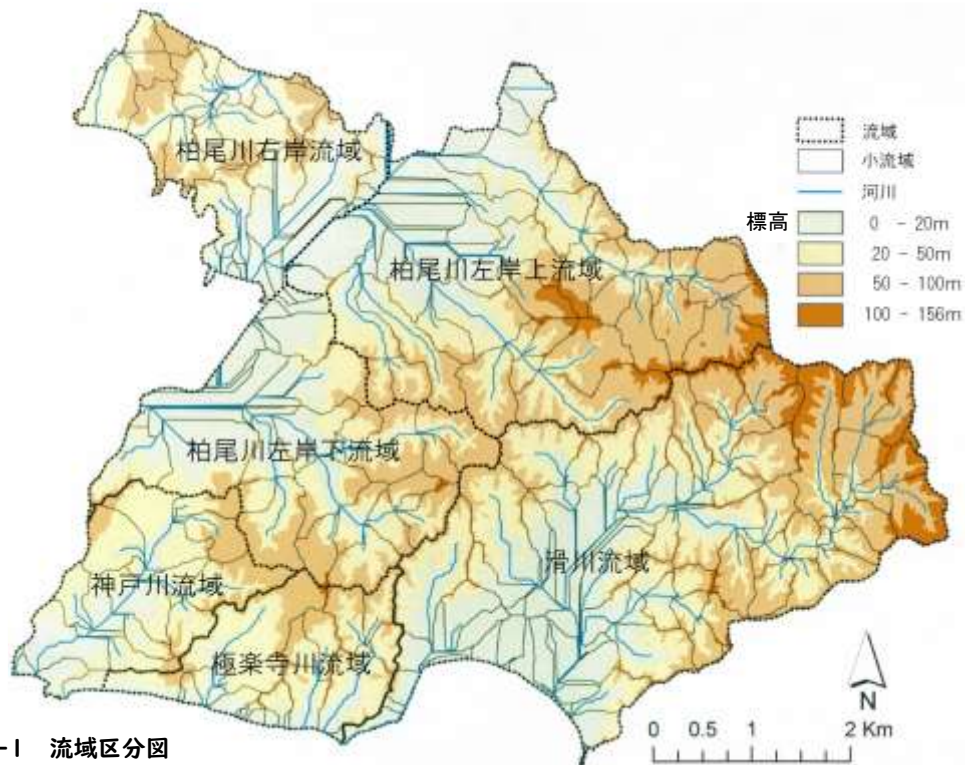 柏尾川右岸流域
柏尾川左岸上流域
柏尾川左岸下流域
神戸川流域
極楽寺川流域
滑川流域
流域
小流域
河川
標高
0 - 20m
20 - 50m
50 - 100m
100 - 156m
N
0 0.5 1 2 Km
-1 流域区分図